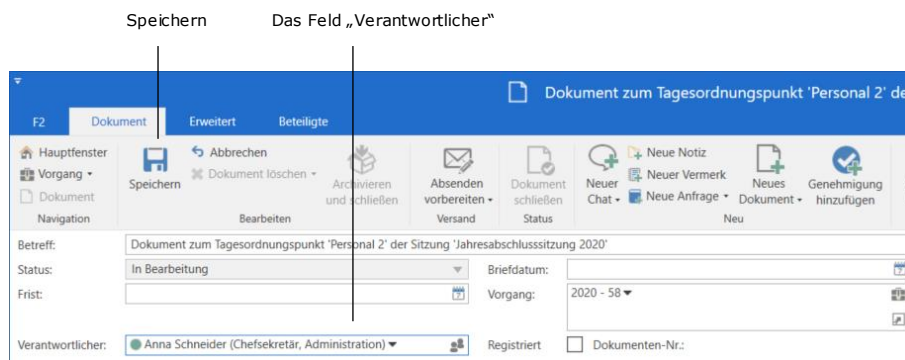 Speichern Das Feld „Verantwortlicher“
Dokument zum Tagesordnungspunkt 'Personal 2' de
F2 Dokument Erweitert Beteiligte
Hauptfenster
Vorgang
Dokument
Navigation
Speichern
Abbrechen
Dokument löschen
Archivieren
und schließen
Bearbeiten
Absenden
vorbereiten
Versand
Dokument
schließen
Status
Neuer
Chat
Neue Notiz
Neuer Vermerk
Neue Anfrage
Neues
Dokument
Genehmigung
hinzufügen
Neu
Betreff: Dokument zum Tagesordnungspunkt 'Personal 2' der Sitzung 'Jahresabschlusssitzung 2020'
Status: In Bearbeitung Briefdatum:
Frist: Vorgang: 2020 - 58
Verantwortlicher: Anna Schneider (Chefsekretär, Administration) Registriert Dokumenten-Nr.: